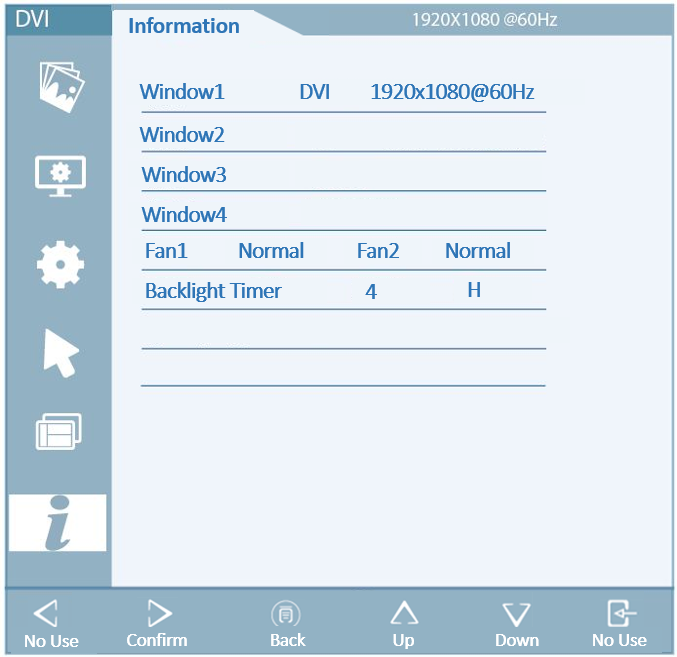 DVI
Information
1920X1080 @60Hz
Window1 DVI 1920x1080@60Hz
Window2
Window3
Window4
Fan1 Normal Fan2 Normal
Backlight Timer 4 H
No Use Confirm Back Up Down No Use